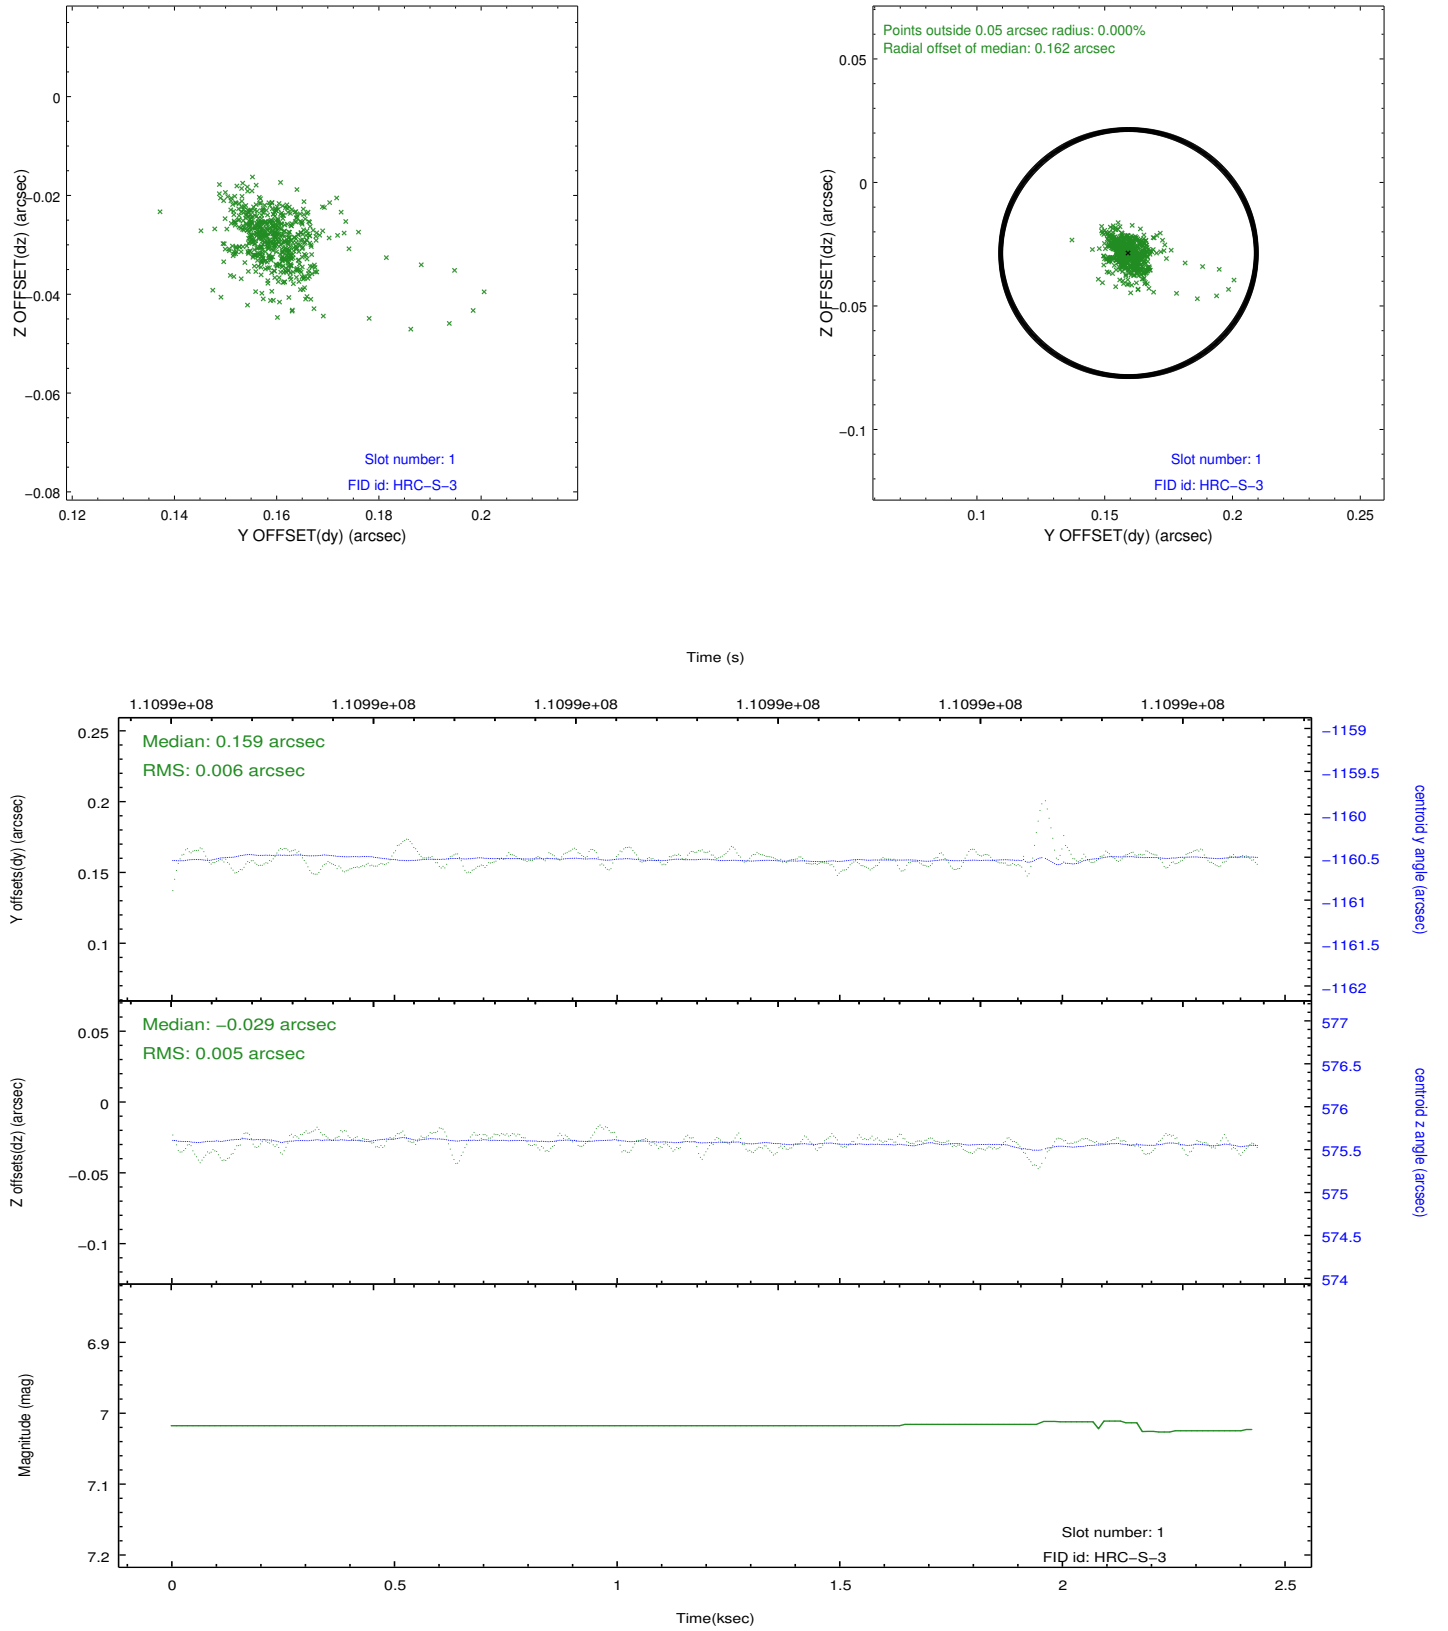 0
−0.02
−0.04
−0.06
−0.08
Z OFFSET(dz) (arcsec)
0.12 0.14 0.16 0.18 0.2
Y OFFSET(dy) (arcsec)
Slot number: 1
FID id: HRC−S−3
Points outside 0.05 arcsec radius: 0.000%
Radial offset of median: 0.162 arcsec
0.05
0
−0.05
−0.1
Z OFFSET(dz) (arcsec)
Slot number: 1
FID id: HRC−S−3
0.1 0.15 0.2 0.25
Y OFFSET(dy) (arcsec)
Time (s)
1.1099e+08 1.1099e+08 1.1099e+08 1.1099e+08 1.1099e+08 1.1099e+08
Median: 0.159 arcsec
RMS: 0.006 arcsec
0.25
0.2
0.15
0.1
Y offsets(dy) (arcsec)
−1159
−1159.5
−1160
−1160.5
−1161
−1161.5
−1162
centroid y angle (arcsec)
Median: −0.029 arcsec
RMS: 0.005 arcsec
0.05
0
−0.05
−0.1
Z offsets(dz) (arcsec)
577
576.5
576
575.5
575
574.5
574
centroid z angle (arcsec)
6.9
7
7.1
7.2
Magnitude (mag)
Slot number: 1
FID id: HRC−S−3
0 0.5 1 1.5 2 2.5
Time(ksec)